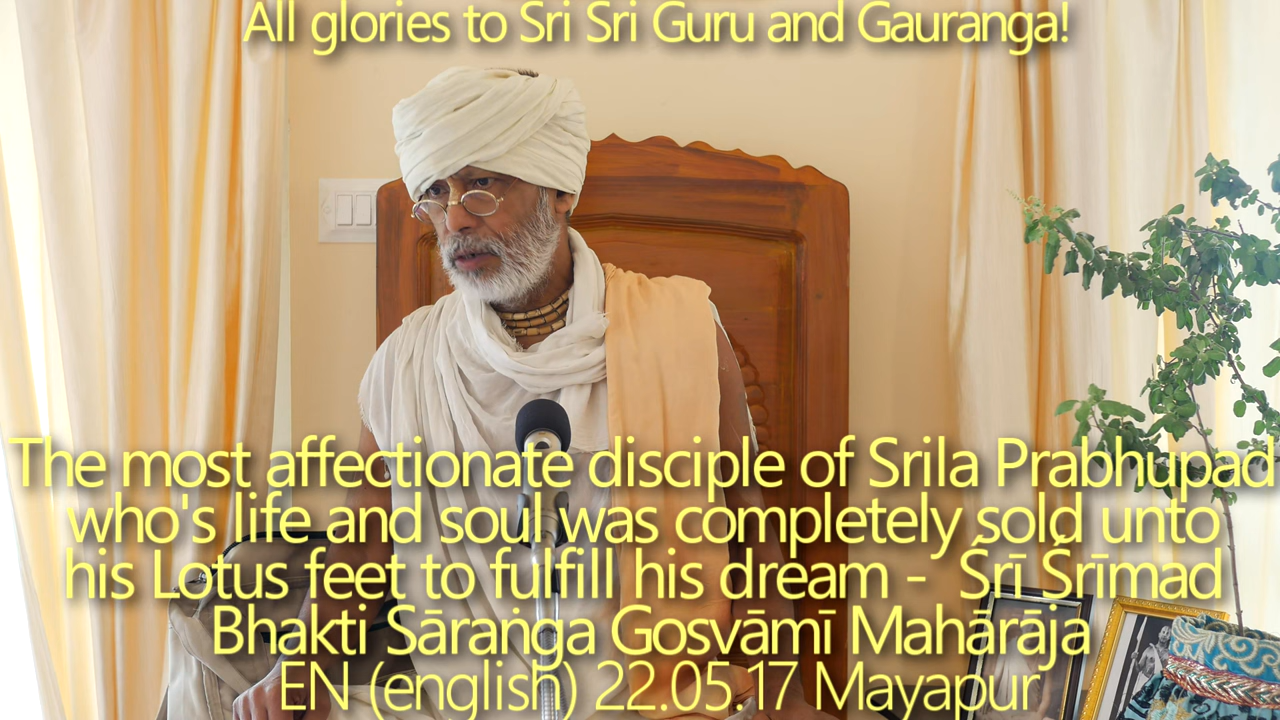 All glories to Sri Sri Guru and Gauranga!
The most affectionate disciple of Srila Prabhupad
who's life and soul was completely sold unto
his Lotus feet to fulfill his dream - Śrī Śrīmad
Bhakti Sāraṅga Gosvāmī Mahārāja
EN (english) 22.05.17 Mayapur